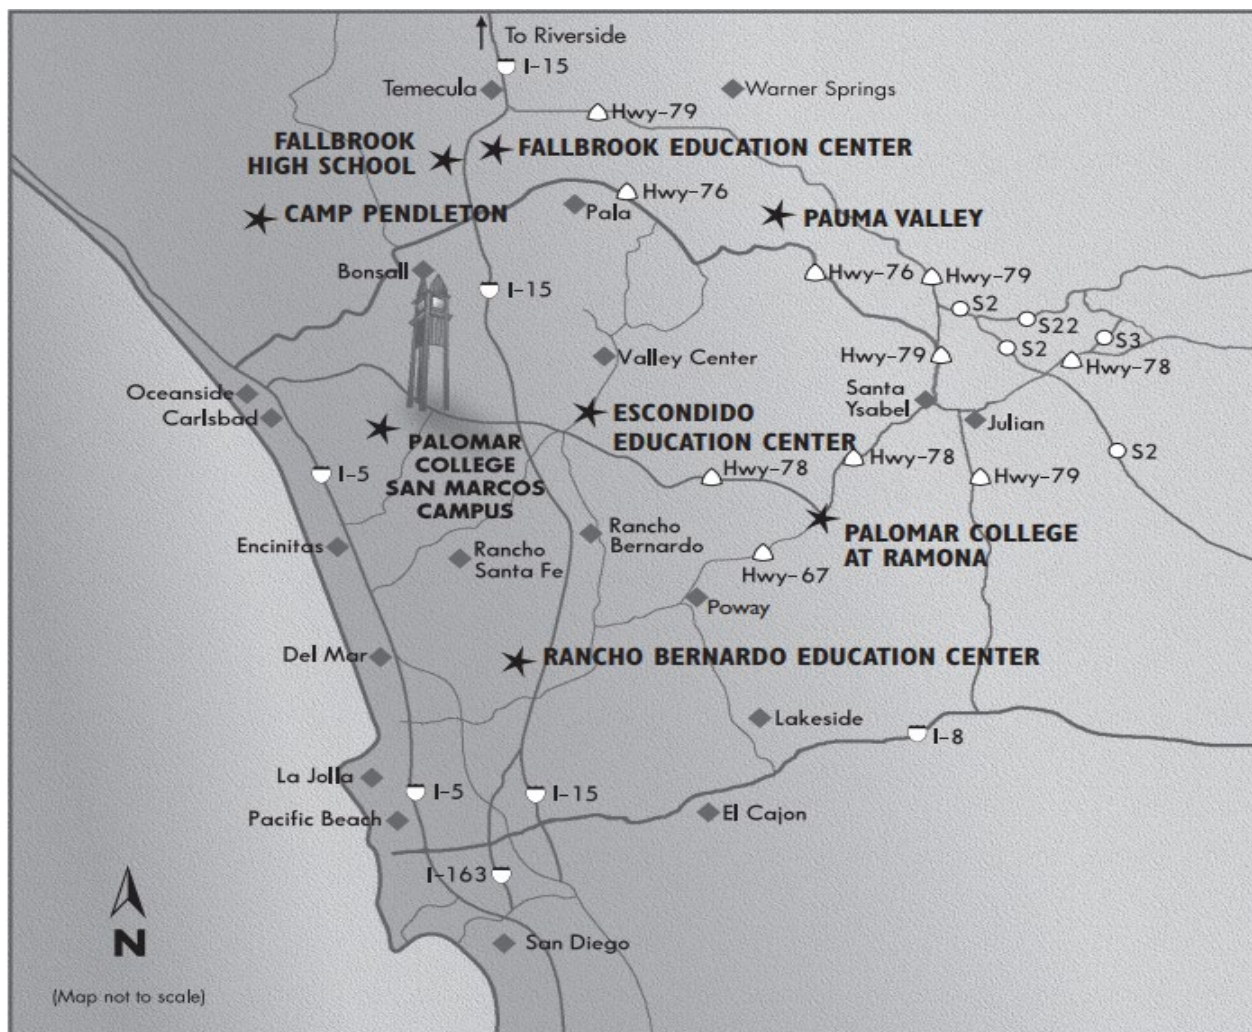 To Riverside
I-15
Temecula
Warner Springs
Hwy-79
FALLBROOK
HIGH SCHOOL
FALLBROOK EDUCATION CENTER
Hwy-76
Pala
CAMP PENDLETON
PAUMA VALLEY
Bonsall
I-15
Hwy-76
Hwy-79
S2
S22
S3
S2
Valley Center
Hwy-79
Hwy-78
Oceanside
Carlsbad
Santa
Ysabel
Julian
ESCONDIDO
EDUCATION CENTER
PALOMAR
COLLEGE
SAN MARCOS
CAMPUS
I-5
Hwy-78
Hwy-78
Hwy-79
S2
Encinitas
Rancho
Santa Fe
Rancho
Bernardo
PALOMAR COLLEGE
AT RAMONA
Hwy-67
Poway
Del Mar
RANCHO BERNARDO EDUCATION CENTER
Lakeside
I-8
La Jolla
I-5
I-15
Pacific Beach
El Cajon
I-163
N
San Diego
(Map not to scale)